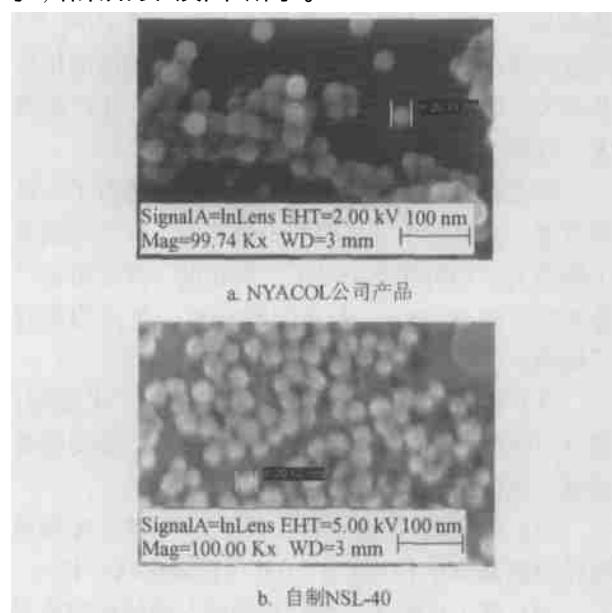 SignalA=lnLens EHT=2.00 kV 100 nm
Mag=99.74 Kx WD=3 mm
a. NYACOL公司产品
SignalA=lnLens EHT=5.00 kV 100 nm
Mag=100.00 Kx WD=3 mm
b. 自制NSL-40